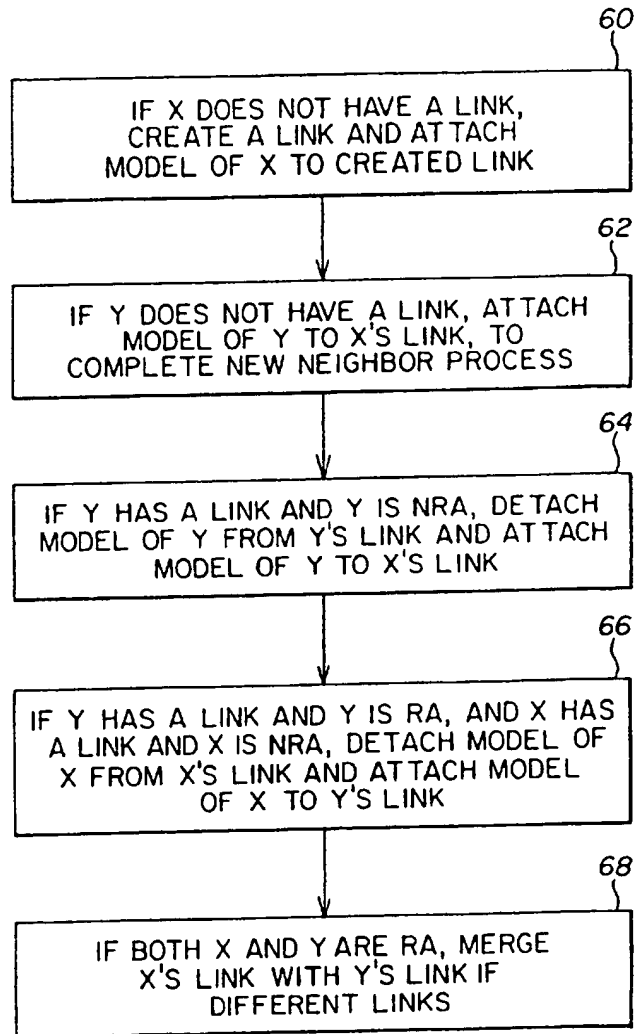 60
IF X DOES NOT HAVE A LINK,
CREATE A LINK AND ATTACH
MODEL OF X TO CREATED LINK
62
IF Y DOES NOT HAVE A LINK, ATTACH
MODEL OF Y TO X'S LINK, TO
COMPLETE NEW NEIGHBOR PROCESS
64
IF Y HAS A LINK AND Y IS NRA, DETACH
MODEL OF Y FROM Y'S LINK AND ATTACH
MODEL OF Y TO X'S LINK
66
IF Y HAS A LINK AND Y IS RA, AND X HAS
A LINK AND X IS NRA, DETACH MODEL OF
X FROM X'S LINK AND ATTACH MODEL
OF X TO Y'S LINK
68
IF BOTH X AND Y ARE RA, MERGE
X'S LINK WITH Y'S LINK IF
DIFFERENT LINKS